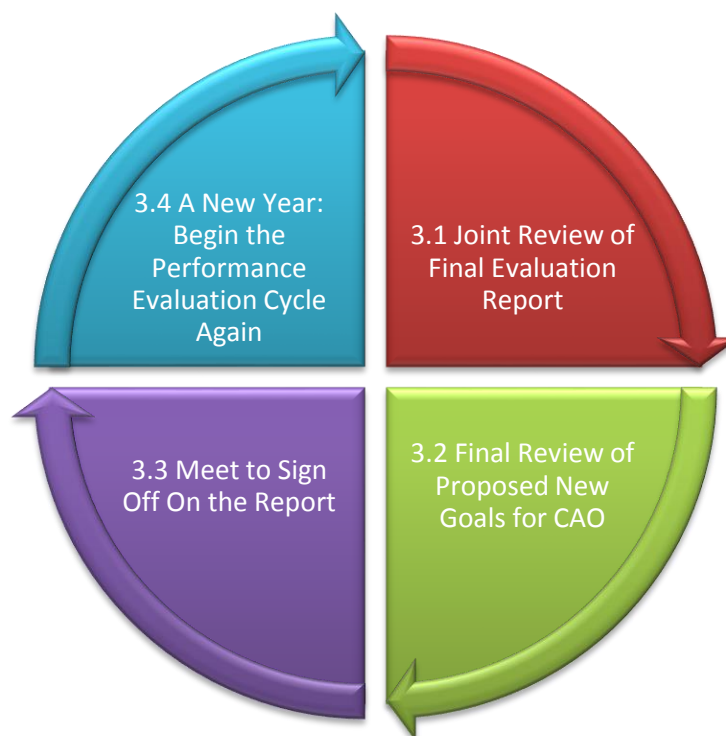 3.4 A New Year:
Begin the
Performance
Evaluation Cycle
Again
3.1 Joint Review of
Final Evaluation
Report
3.3 Meet to Sign
Off On the Report
3.2 Final Review of
Proposed New
Goals for CAO